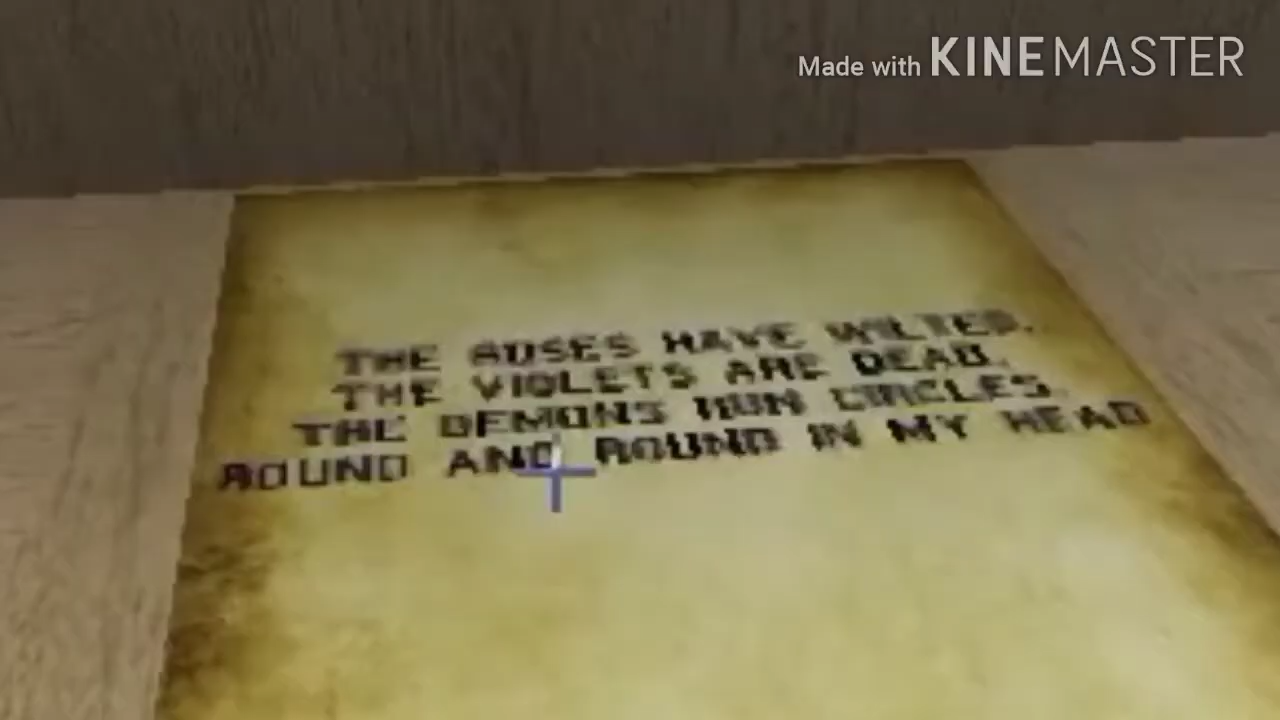 Made with KINEMASTER
THE ROSES HAVE WILTED.
THE VIOLETS ARE DEAD.
THE DEMONS RUN CIRCLES.
ROUND AND ROUND IN MY HEAD